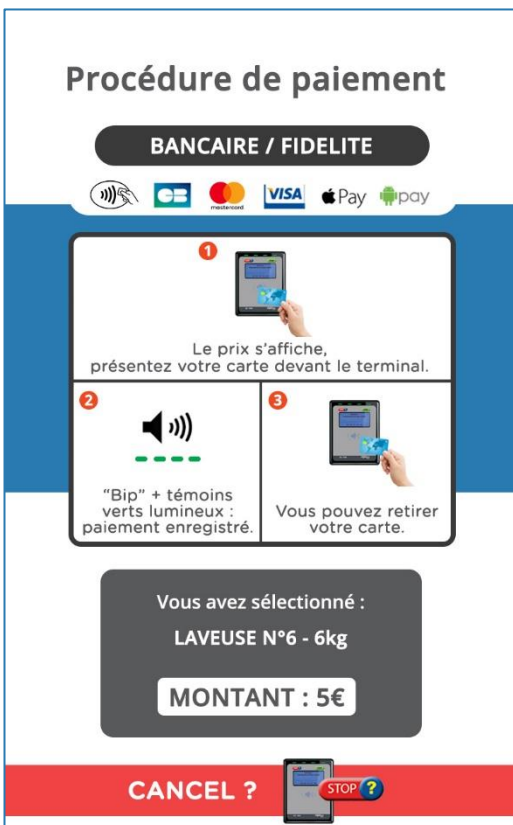 Procédure de paiement
BANCAIRE / FIDELITE
CB mastercard VISA Pay pay
1
Le prix s'affiche,
présentez votre carte devant le terminal.
2
"Bip" + témoins
verts lumineux :
paiement enregistré.
3
Vous pouvez retirer
votre carte.
Vous avez sélectionné :
LAVEUSE N°6 - 6kg
MONTANT : 5€
CANCEL ?
STOP ?